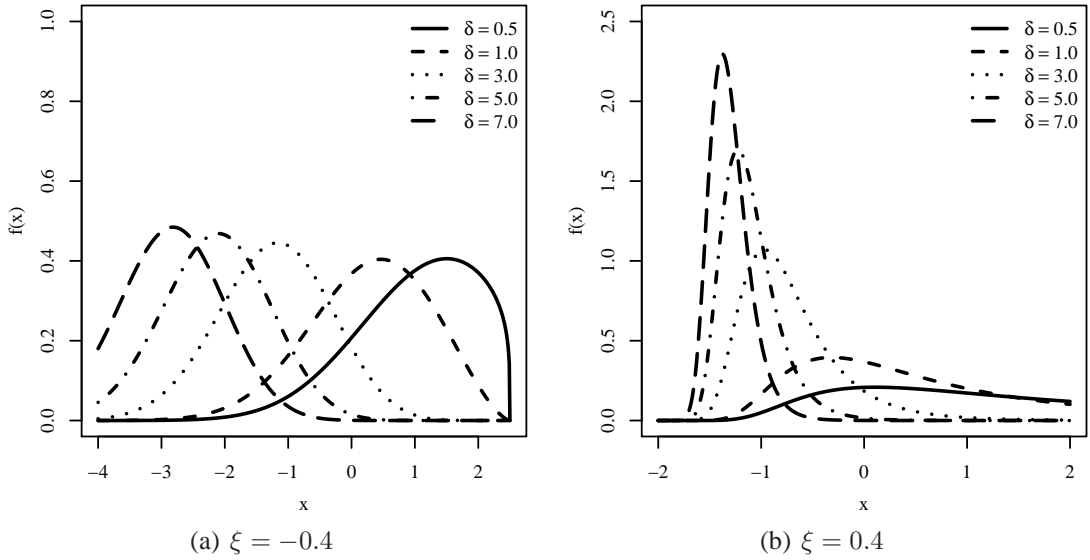 δ = 0.5
δ = 1.0
δ = 3.0
δ = 5.0
δ = 7.0
1.0
0.8
0.6
0.4
0.2
0.0
f(x)
−4 −3 −2 −1 0 1 2
x
(a) ξ = −0.4
δ = 0.5
δ = 1.0
δ = 3.0
δ = 5.0
δ = 7.0
2.5
2.0
1.5
1.0
0.5
0.0
f(x)
−2 −1 0 1 2
x
(b) ξ = 0.4